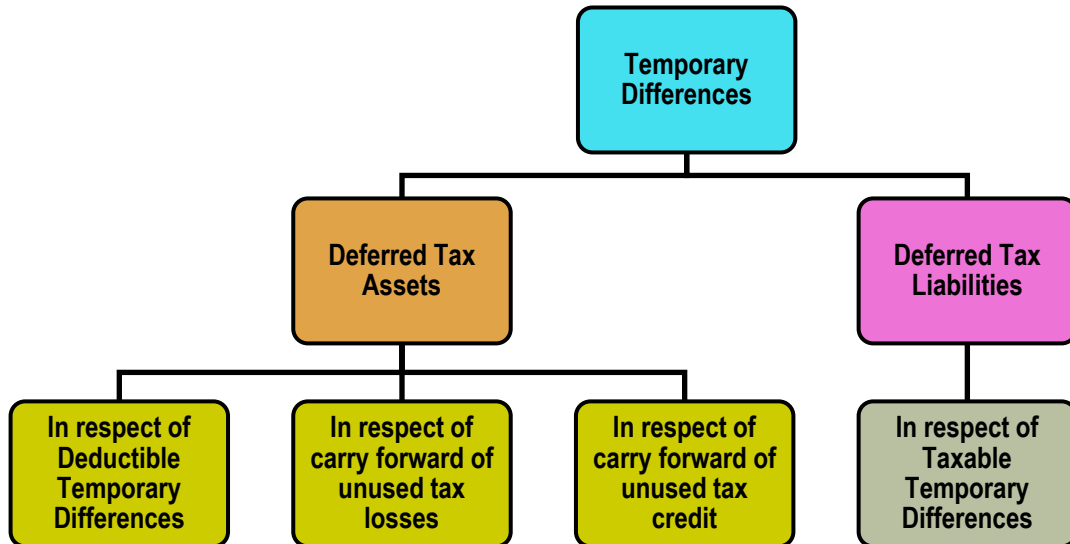 Temporary
Differences
Deferred Tax
Assets
Deferred Tax
Liabilities
In respect of
Deductible
Temporary
Differences
In respect of
carry forward of
unused tax
losses
In respect of
carry forward of
unused tax
credit
In respect of
Taxable
Temporary
Differences